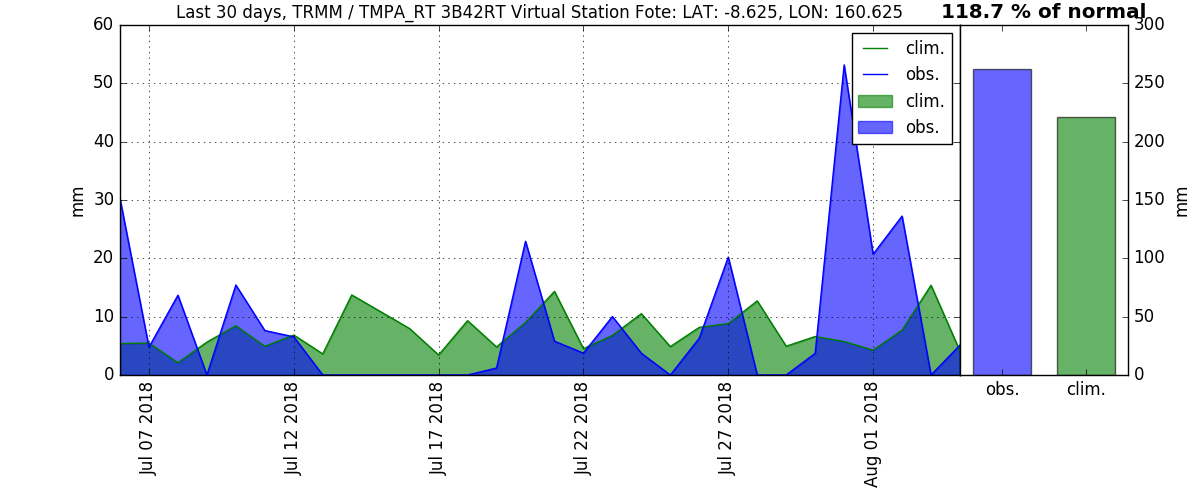 Last 30 days, TRMM / TMPA_RT 3B42RT Virtual Station Fote: LAT: -8.625, LON: 160.625
118.7 % of normal
60
50
40
30
20
10
0
mm
clim.
obs.
clim.
obs.
300
250
200
150
100
50
0
mm
Jul 07 2018
Jul 12 2018
Jul 17 2018
Jul 22 2018
Jul 27 2018
Aug 01 2018
obs.
clim.